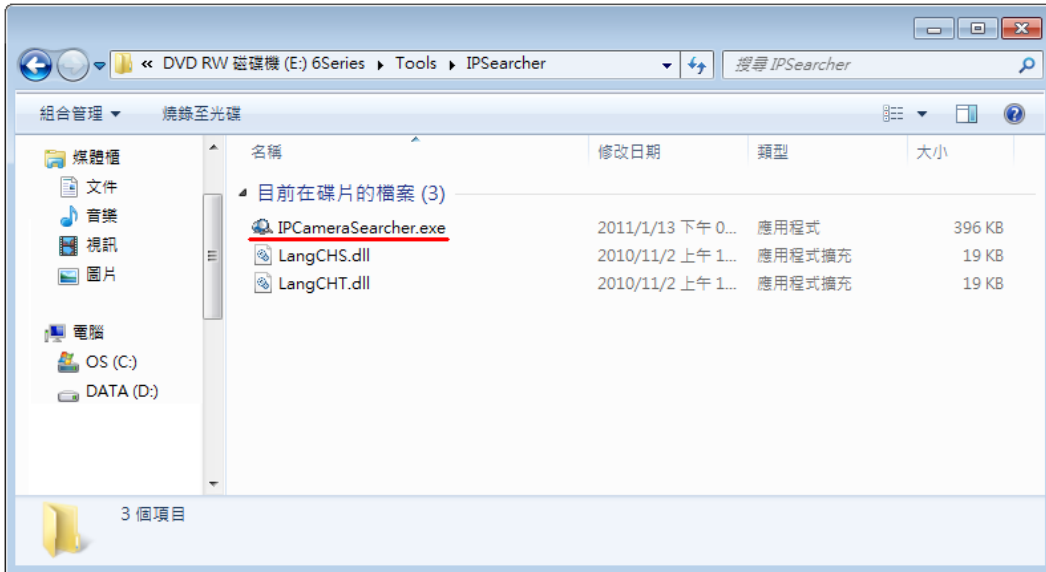 « DVD RW 磁碟機 (E:) 6Series ▸ Tools ▸ IPSearcher
搜尋 IPSearcher
組合管理 ▾ 燒錄至光碟
媒體櫃
文件
音樂
視訊
圖片
電腦
OS (C:)
DATA (D:)
名稱 修改日期 類型 大小
目前在碟片的檔案 (3)
IPCameraSearcher.exe 2011/1/13 下午 0... 應用程式 396 KB
LangCHS.dll 2010/11/2 上午 1... 應用程式擴充 19 KB
LangCHT.dll 2010/11/2 上午 1... 應用程式擴充 19 KB
3 個項目